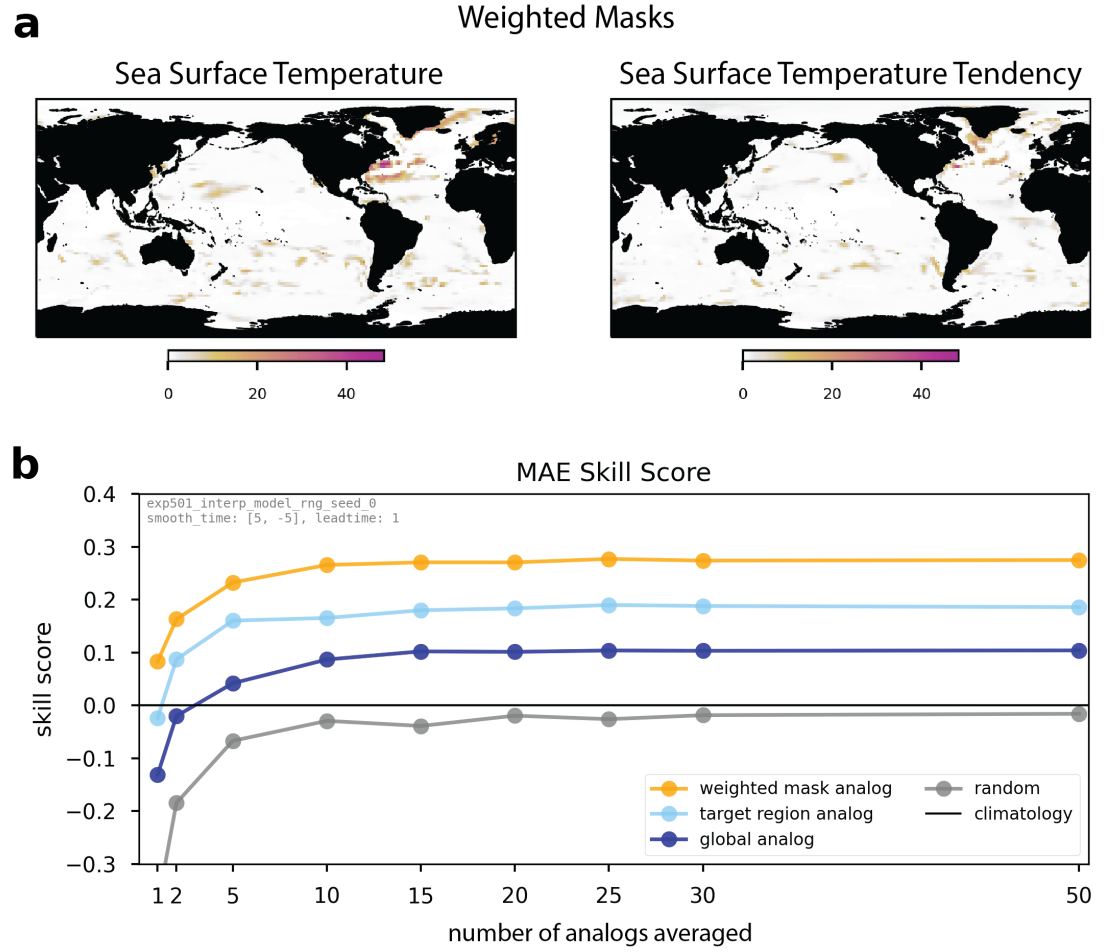 a
Weighted Masks
Sea Surface Temperature
Sea Surface Temperature Tendency
0 20 40
0 20 40
b
MAE Skill Score
exp501_interp_model_rng_seed_0
smooth_time: [5, -5], leadtime: 1
0.4
0.3
0.2
0.1
0.0
−0.1
−0.2
−0.3
skill score
weighted mask analog
target region analog
global analog
random
climatology
1 2 5 10 15 20 25 30 50
number of analogs averaged